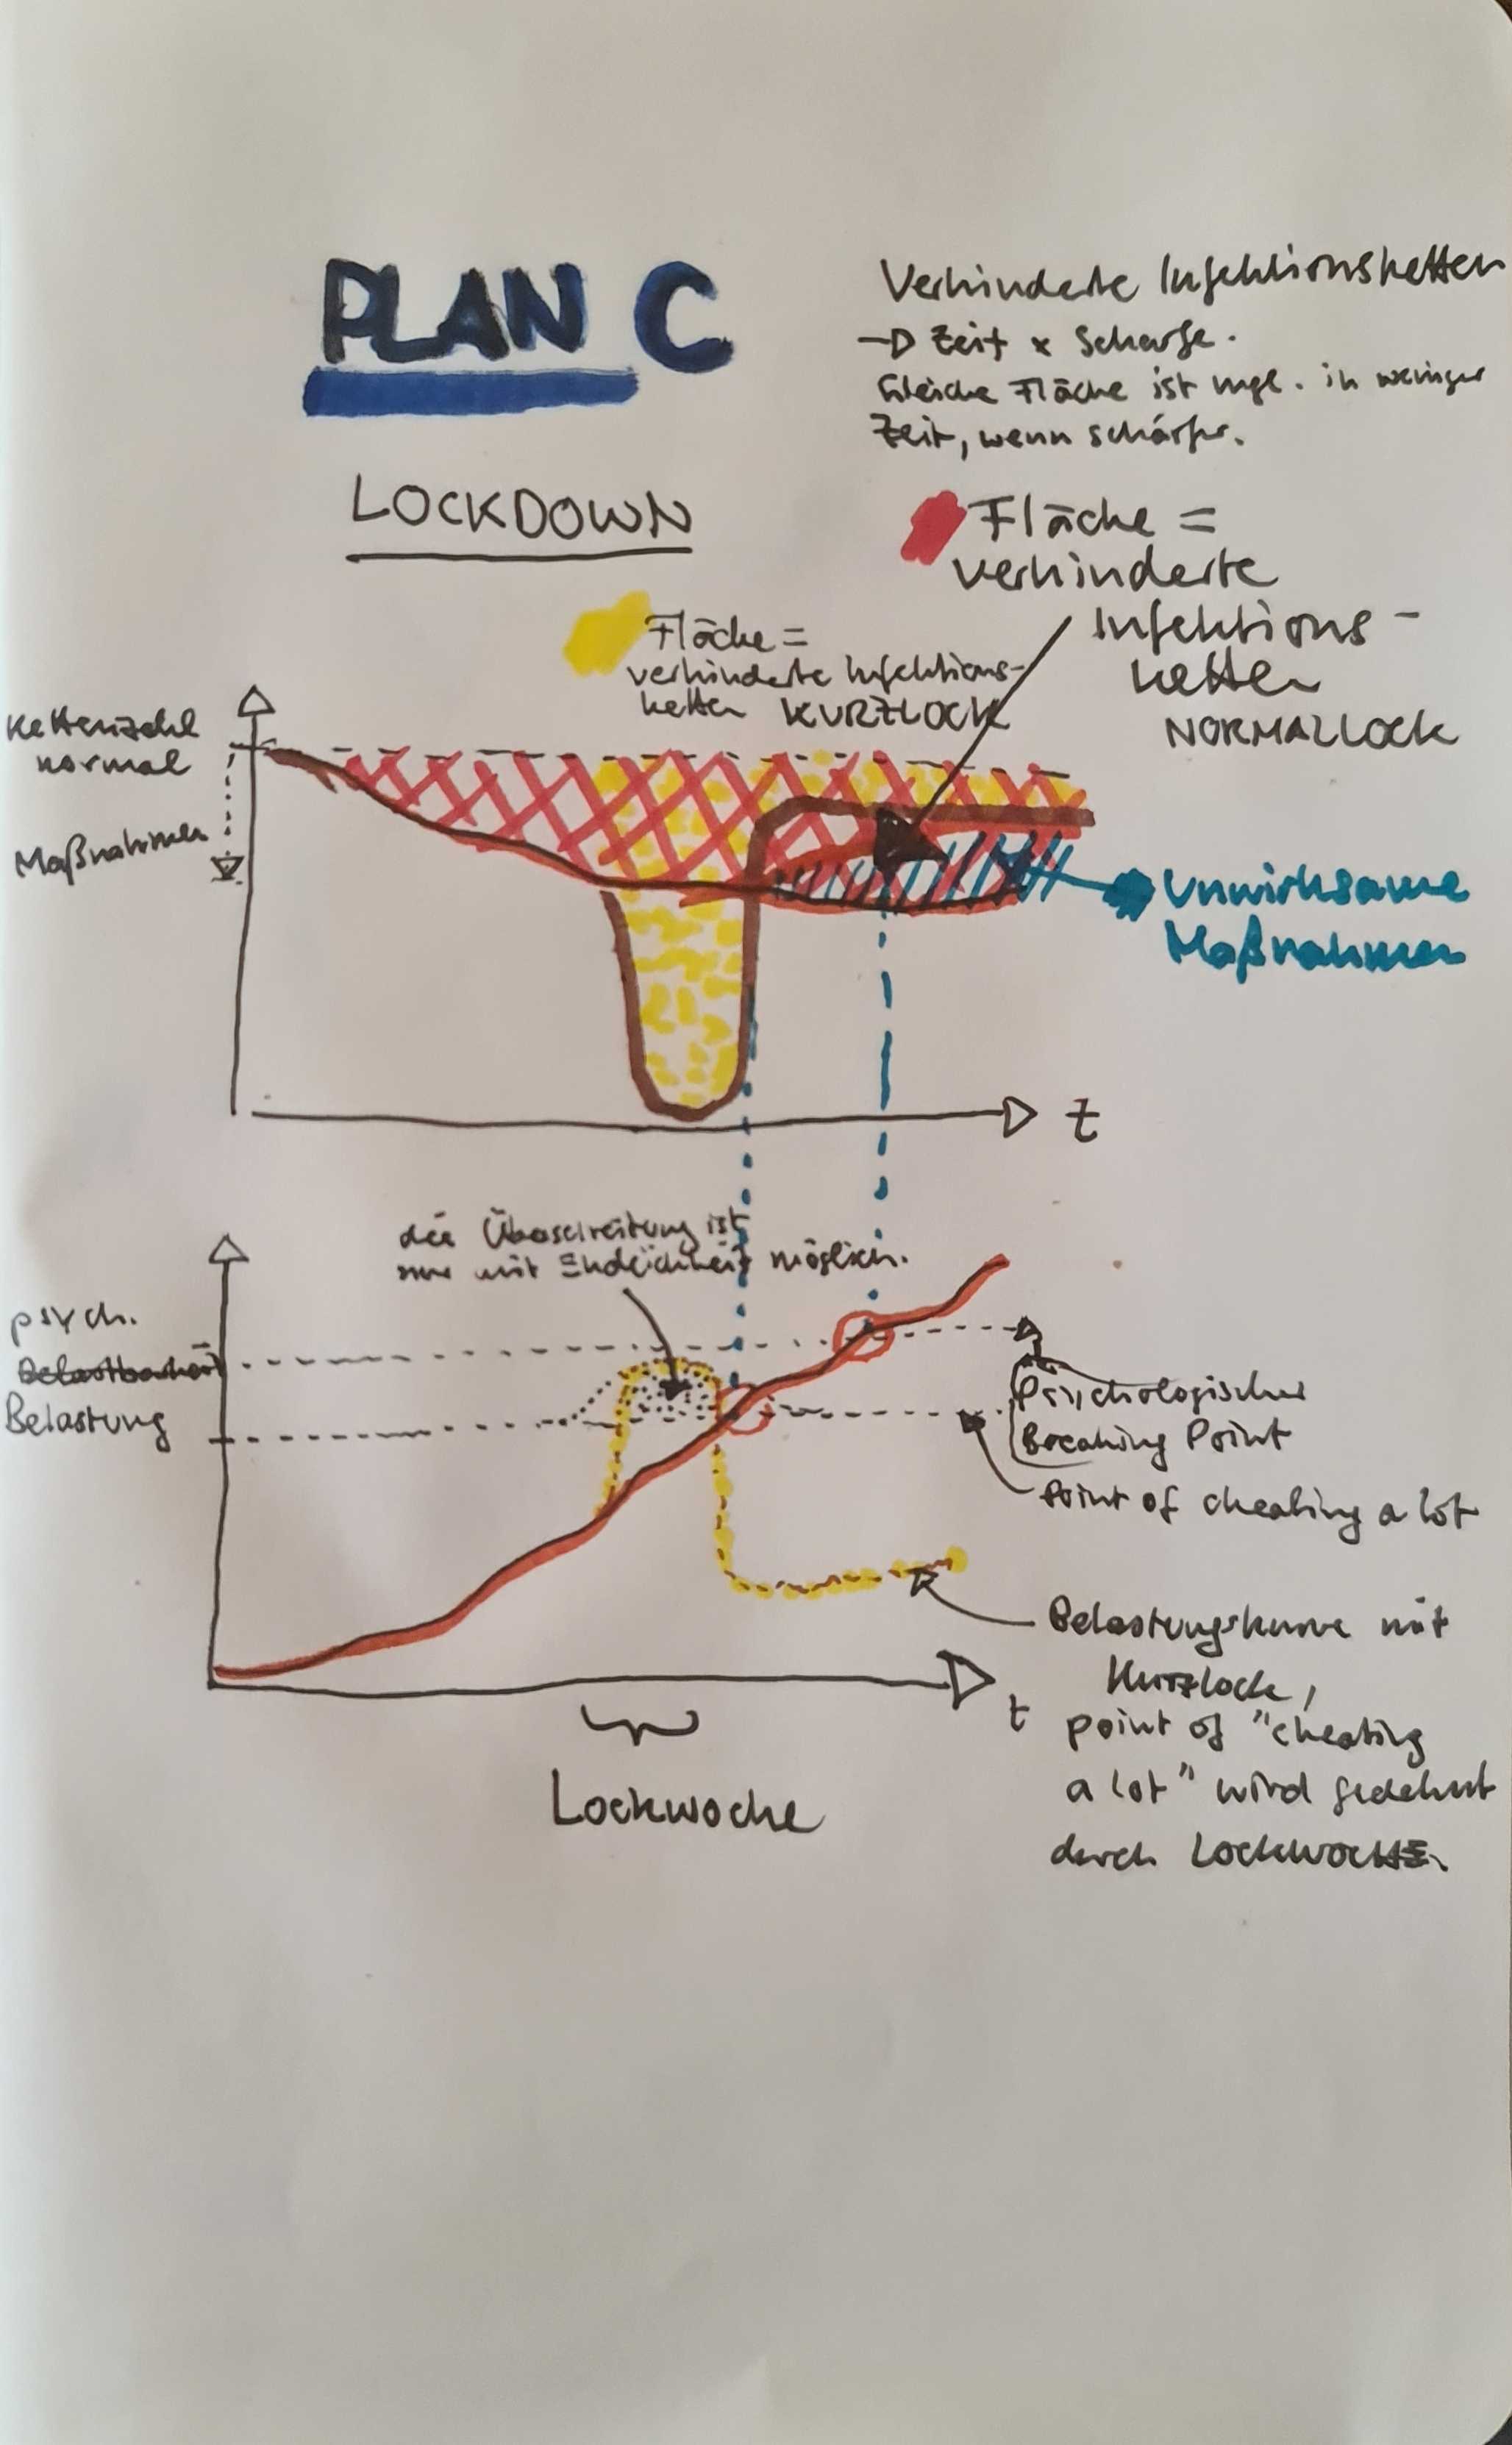 PLAN C
Verhinderte Infektionsketten
→ Zeit x Schärfe.
Gleiche Fläche ist mgl. in weniger
Zeit, wenn schärfer.
LOCKDOWN
Fläche =
verhinderte
Infektions-
ketten
NORMALLOCK
Fläche =
verhinderte Infektions-
ketten KURZLOCK
Kettenzahl
normal
Maßnahmen
Unwirksame
Maßnahmen
t
die Überschreitung ist
nur mit Endlichkeit möglich.
psych.
Belastbarkeit
Belastung
Psychologischer
Breaking Point
Point of cheating a lot
Belastungskurve mit
Kurzlock,
point of "cheating
a lot" wird gedehnt
durch LOCKWOCHE.
t
Lockwoche